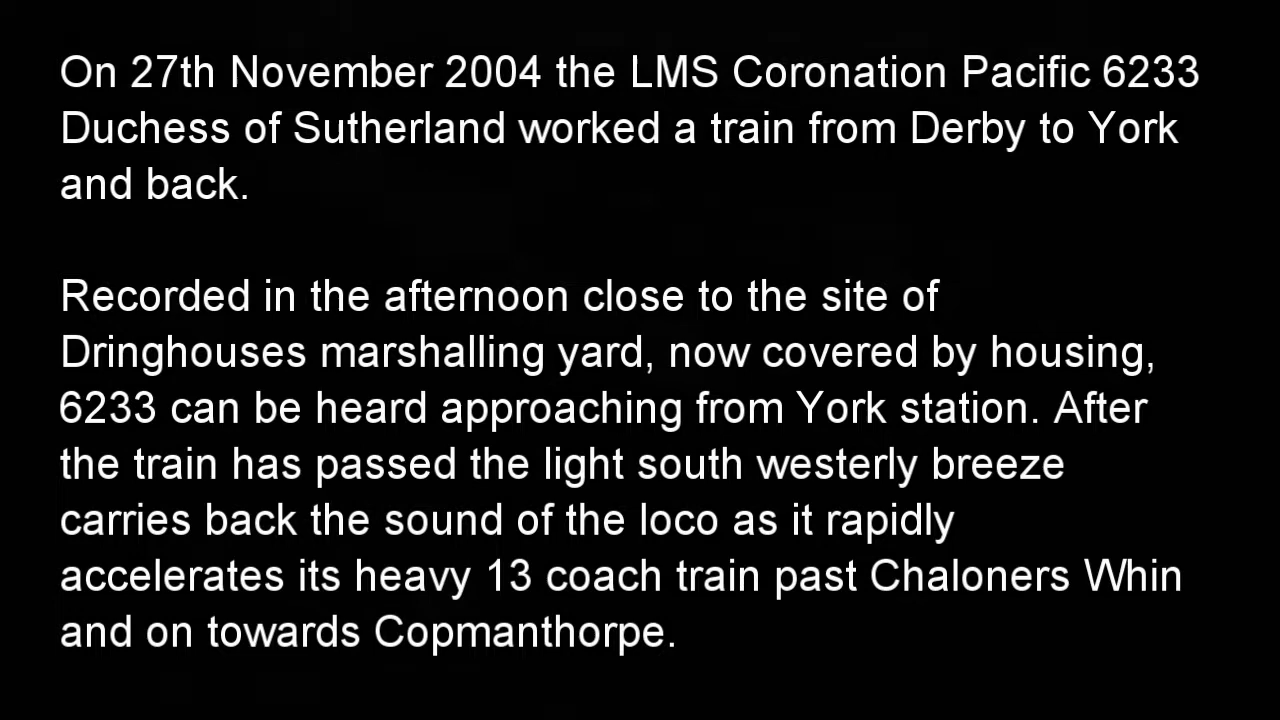 On 27th November 2004 the LMS Coronation Pacific 6233
Duchess of Sutherland worked a train from Derby to York
and back.
Recorded in the afternoon close to the site of
Dringhouses marshalling yard, now covered by housing,
6233 can be heard approaching from York station. After
the train has passed the light south westerly breeze
carries back the sound of the loco as it rapidly
accelerates its heavy 13 coach train past Chaloners Whin
and on towards Copmanthorpe.